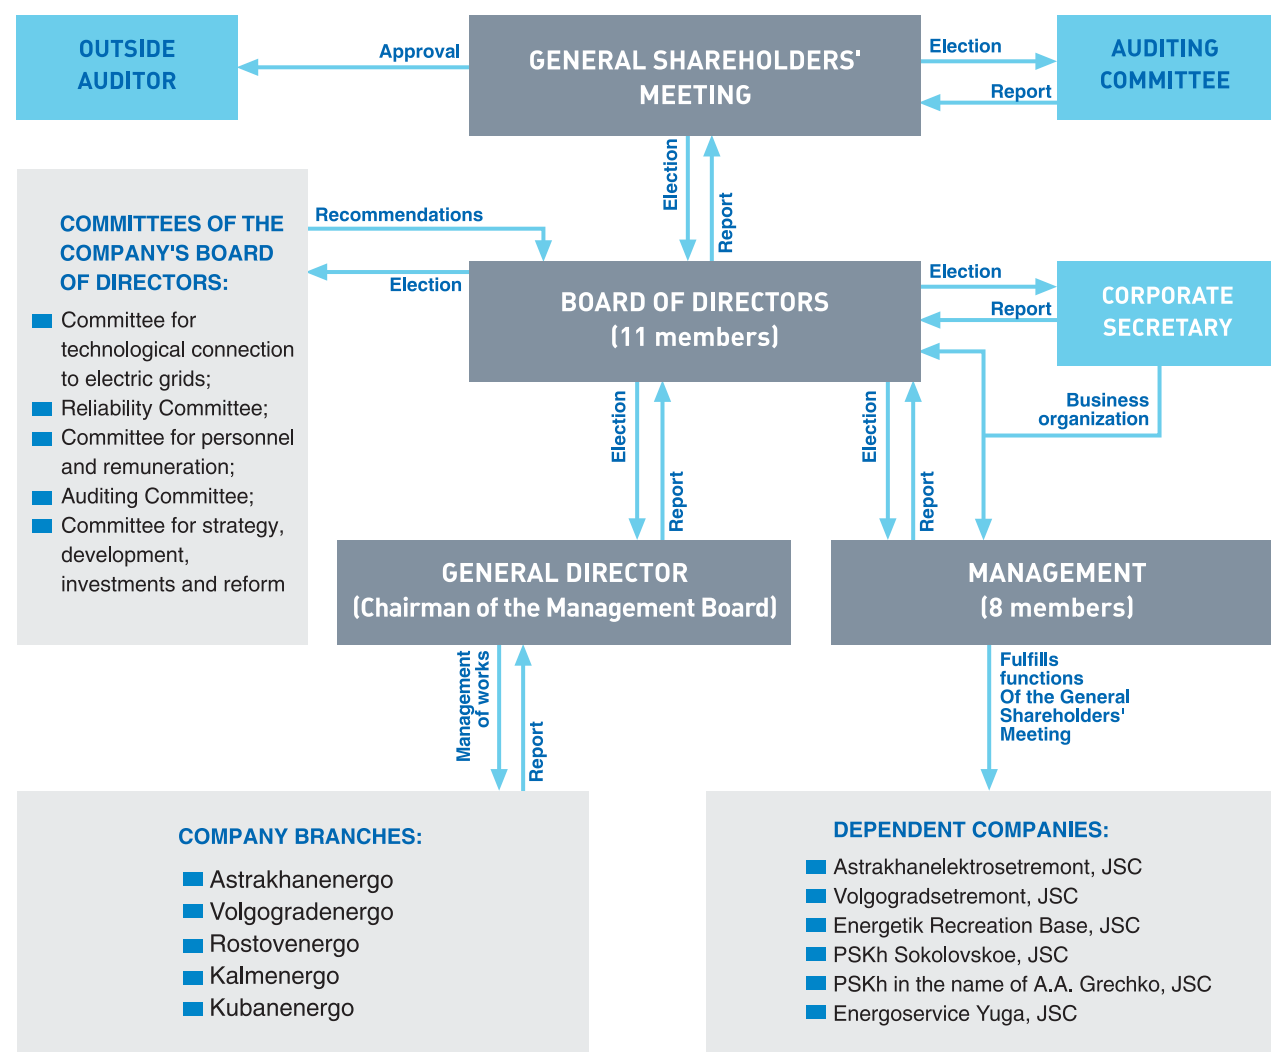 OUTSIDE
AUDITOR
Approval
GENERAL SHAREHOLDERS'
MEETING
Election
Report
AUDITING
COMMITTEE
Election
Report
COMMITTEES OF THE
COMPANY'S BOARD
OF DIRECTORS:
Committee for
technological connection
to electric grids;
Reliability Committee;
Committee for personnel
and remuneration;
Auditing Committee;
Committee for strategy,
development,
investments and reform
Recommendations
Election
BOARD OF DIRECTORS
(11 members)
Election
Report
CORPORATE
SECRETARY
Business
organization
Election
Report
Election
Report
GENERAL DIRECTOR
(Chairman of the Management Board)
MANAGEMENT
(8 members)
Management
of works
Report
Fulfills
functions
Of the General
Shareholders'
Meeting
COMPANY BRANCHES:
Astrakhanenergo
Volgogradenergo
Rostovenergo
Kalmenergo
Kubanenergo
DEPENDENT COMPANIES:
Astrakhanelektrosetremont, JSC
Volgogradsetremont, JSC
Energetik Recreation Base, JSC
PSKh Sokolovskoe, JSC
PSKh in the name of A.A. Grechko, JSC
Energoservice Yuga, JSC